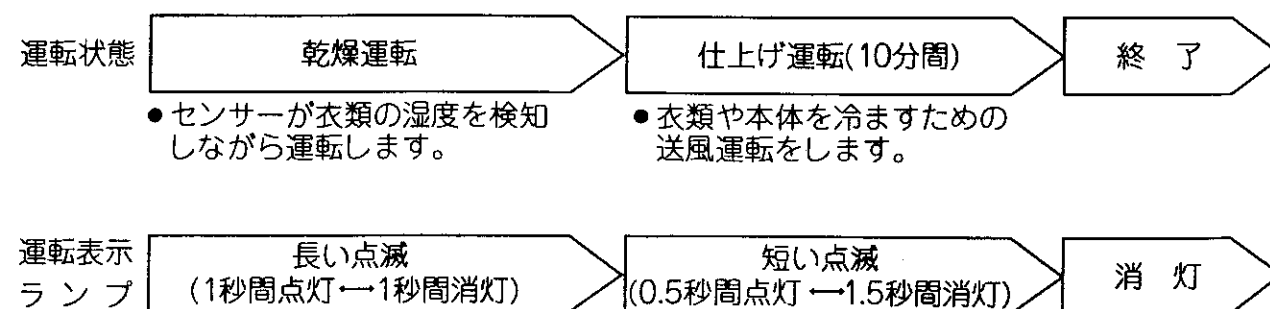 運転状態 乾燥運転 仕上げ運転(10分間) 終 了
●センサーが衣類の湿度を検知 ●衣類や本体を冷ますための
しながら運転します。 送風運転をします。
運転表示 長い点滅 短い点滅 消 灯
ランプ (1秒間点灯⟷1秒間消灯) (0.5秒間点灯⟷1.5秒間消灯)